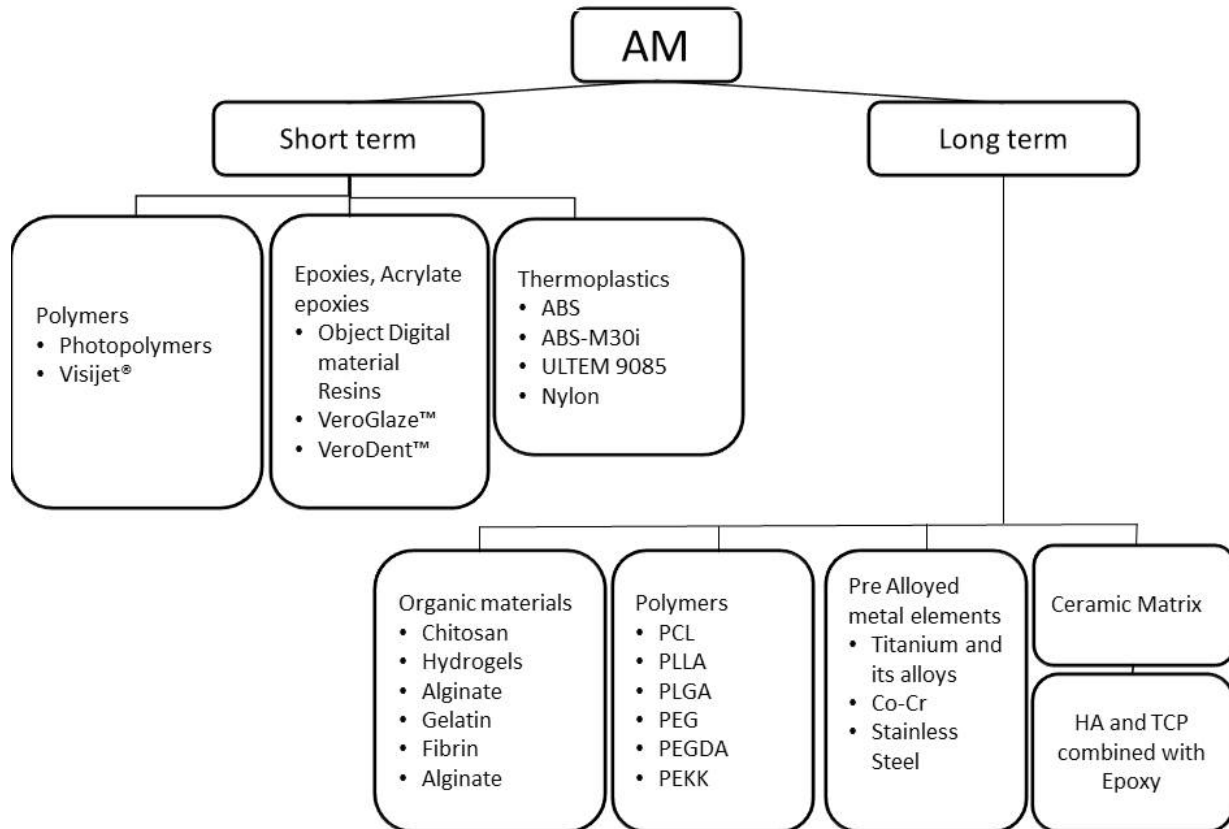 AM
Short term
Long term
Polymers
• Photopolymers
• Visijet®
Epoxies, Acrylate
epoxies
• Object Digital
material
Resins
• VeroGlaze™
• VeroDent™
Thermoplastics
• ABS
• ABS-M30i
• ULTEM 9085
• Nylon
Organic materials
• Chitosan
• Hydrogels
• Alginate
• Gelatin
• Fibrin
• Alginate
Polymers
• PCL
• PLLA
• PLGA
• PEG
• PEGDA
• PEKK
Pre Alloyed
metal elements
• Titanium and
its alloys
• Co-Cr
• Stainless
Steel
Ceramic Matrix
HA and TCP
combined with
Epoxy